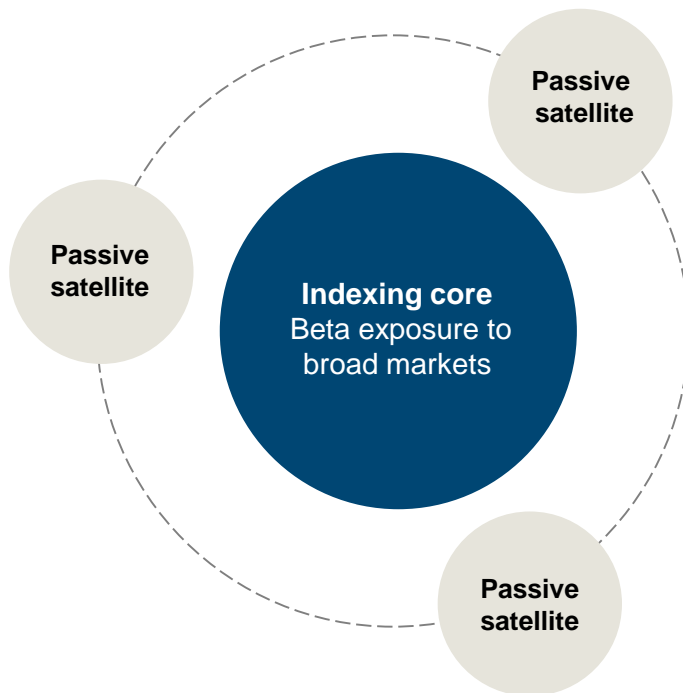 Passive
satellite
Passive
satellite
Indexing core
Beta exposure to
broad markets
Passive
satellite